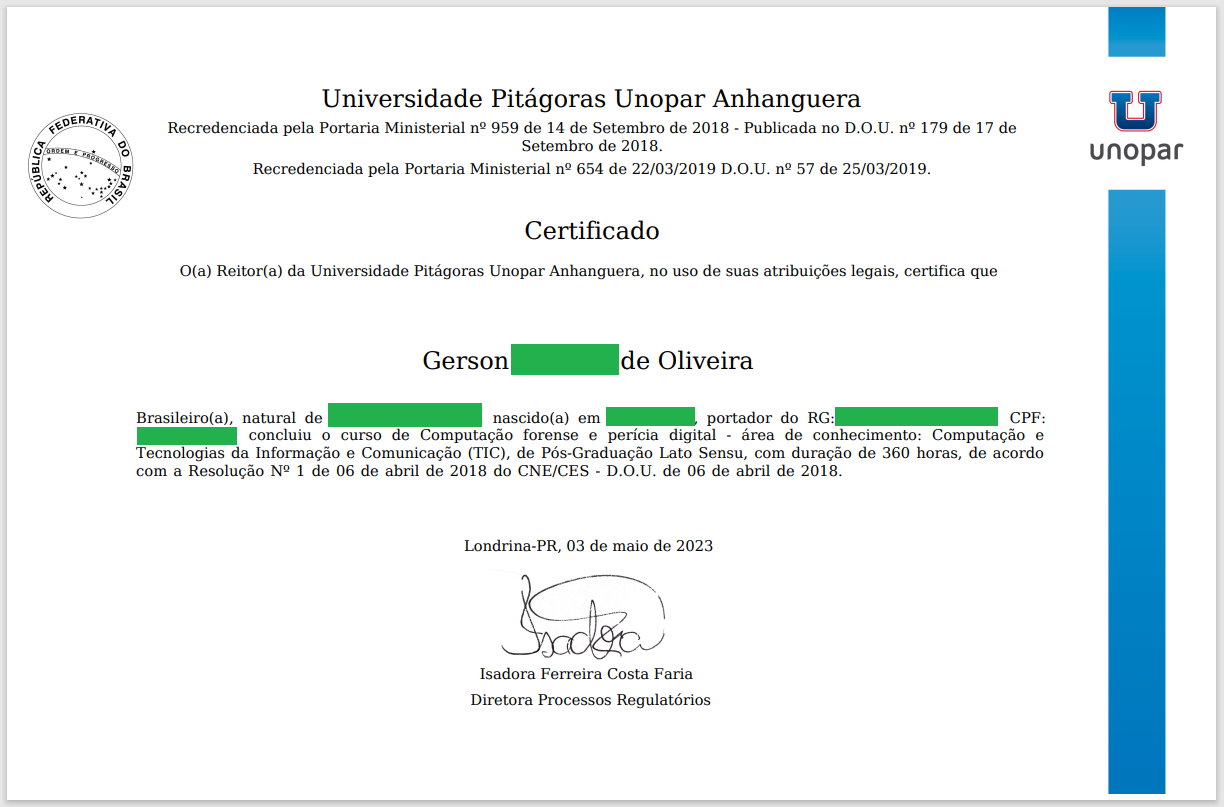 Universidade Pitágoras Unopar Anhanguera
Recredenciada pela Portaria Ministerial nº 959 de 14 de Setembro de 2018 - Publicada no D.O.U. nº 179 de 17 de
Setembro de 2018.
Recredenciada pela Portaria Ministerial nº 654 de 22/03/2019 D.O.U. nº 57 de 25/03/2019.
REPÚBLICA FEDERATIVA DO BRASIL
ORDEM E PROGRESSO
unopar
Certificado
O(a) Reitor(a) da Universidade Pitágoras Unopar Anhanguera, no uso de suas atribuições legais, certifica que
Gerson de Oliveira
Brasileiro(a), natural de nascido(a) em , portador do RG: CPF:
concluiu o curso de Computação forense e perícia digital - área de conhecimento: Computação e
Tecnologias da Informação e Comunicação (TIC), de Pós-Graduação Lato Sensu, com duração de 360 horas, de acordo
com a Resolução Nº 1 de 06 de abril de 2018 do CNE/CES - D.O.U. de 06 de abril de 2018.
Londrina-PR, 03 de maio de 2023
Isadora
Isadora Ferreira Costa Faria
Diretora Processos Regulatórios